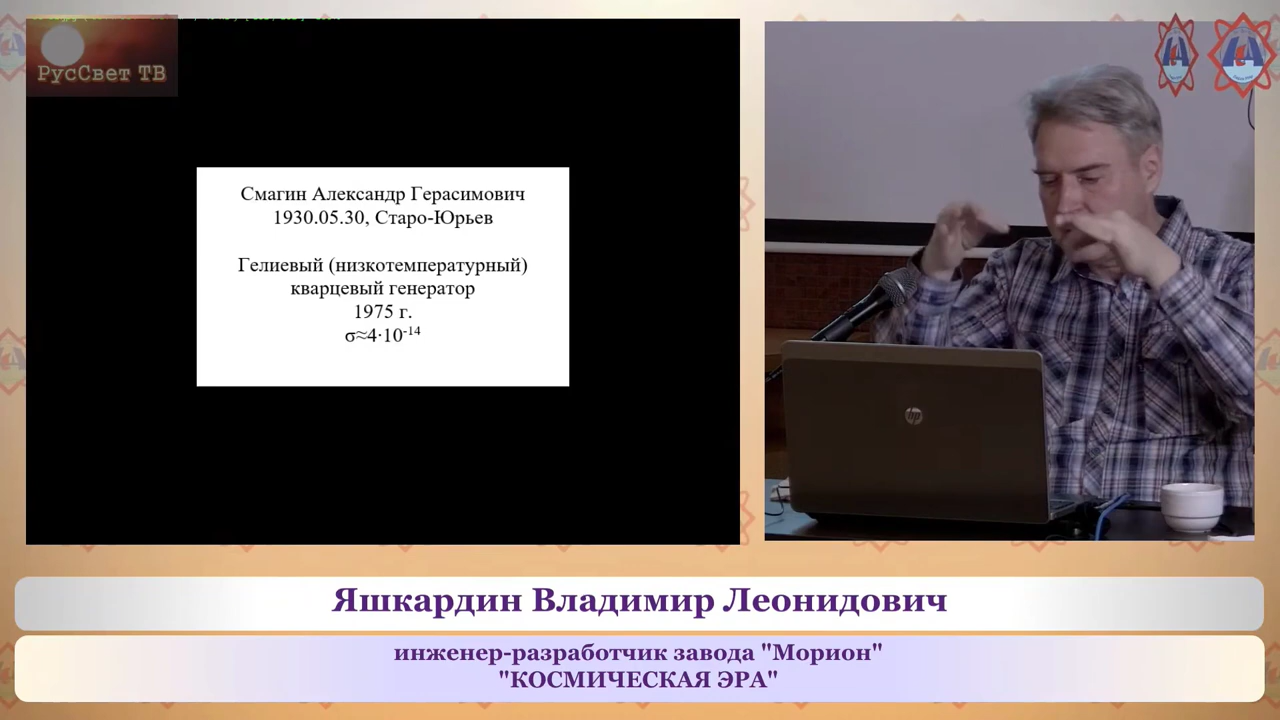 РусСвет ТВ
Смагин Александр Герасимович
1930.05.30, Старо-Юрьев
Гелиевый (низкотемпературный)
кварцевый генератор
1975 г.
σ≈4·10⁻¹⁴
hp
Яшкардин Владимир Леонидович
инженер-разработчик завода "Морион"
"КОСМИЧЕСКАЯ ЭРА"